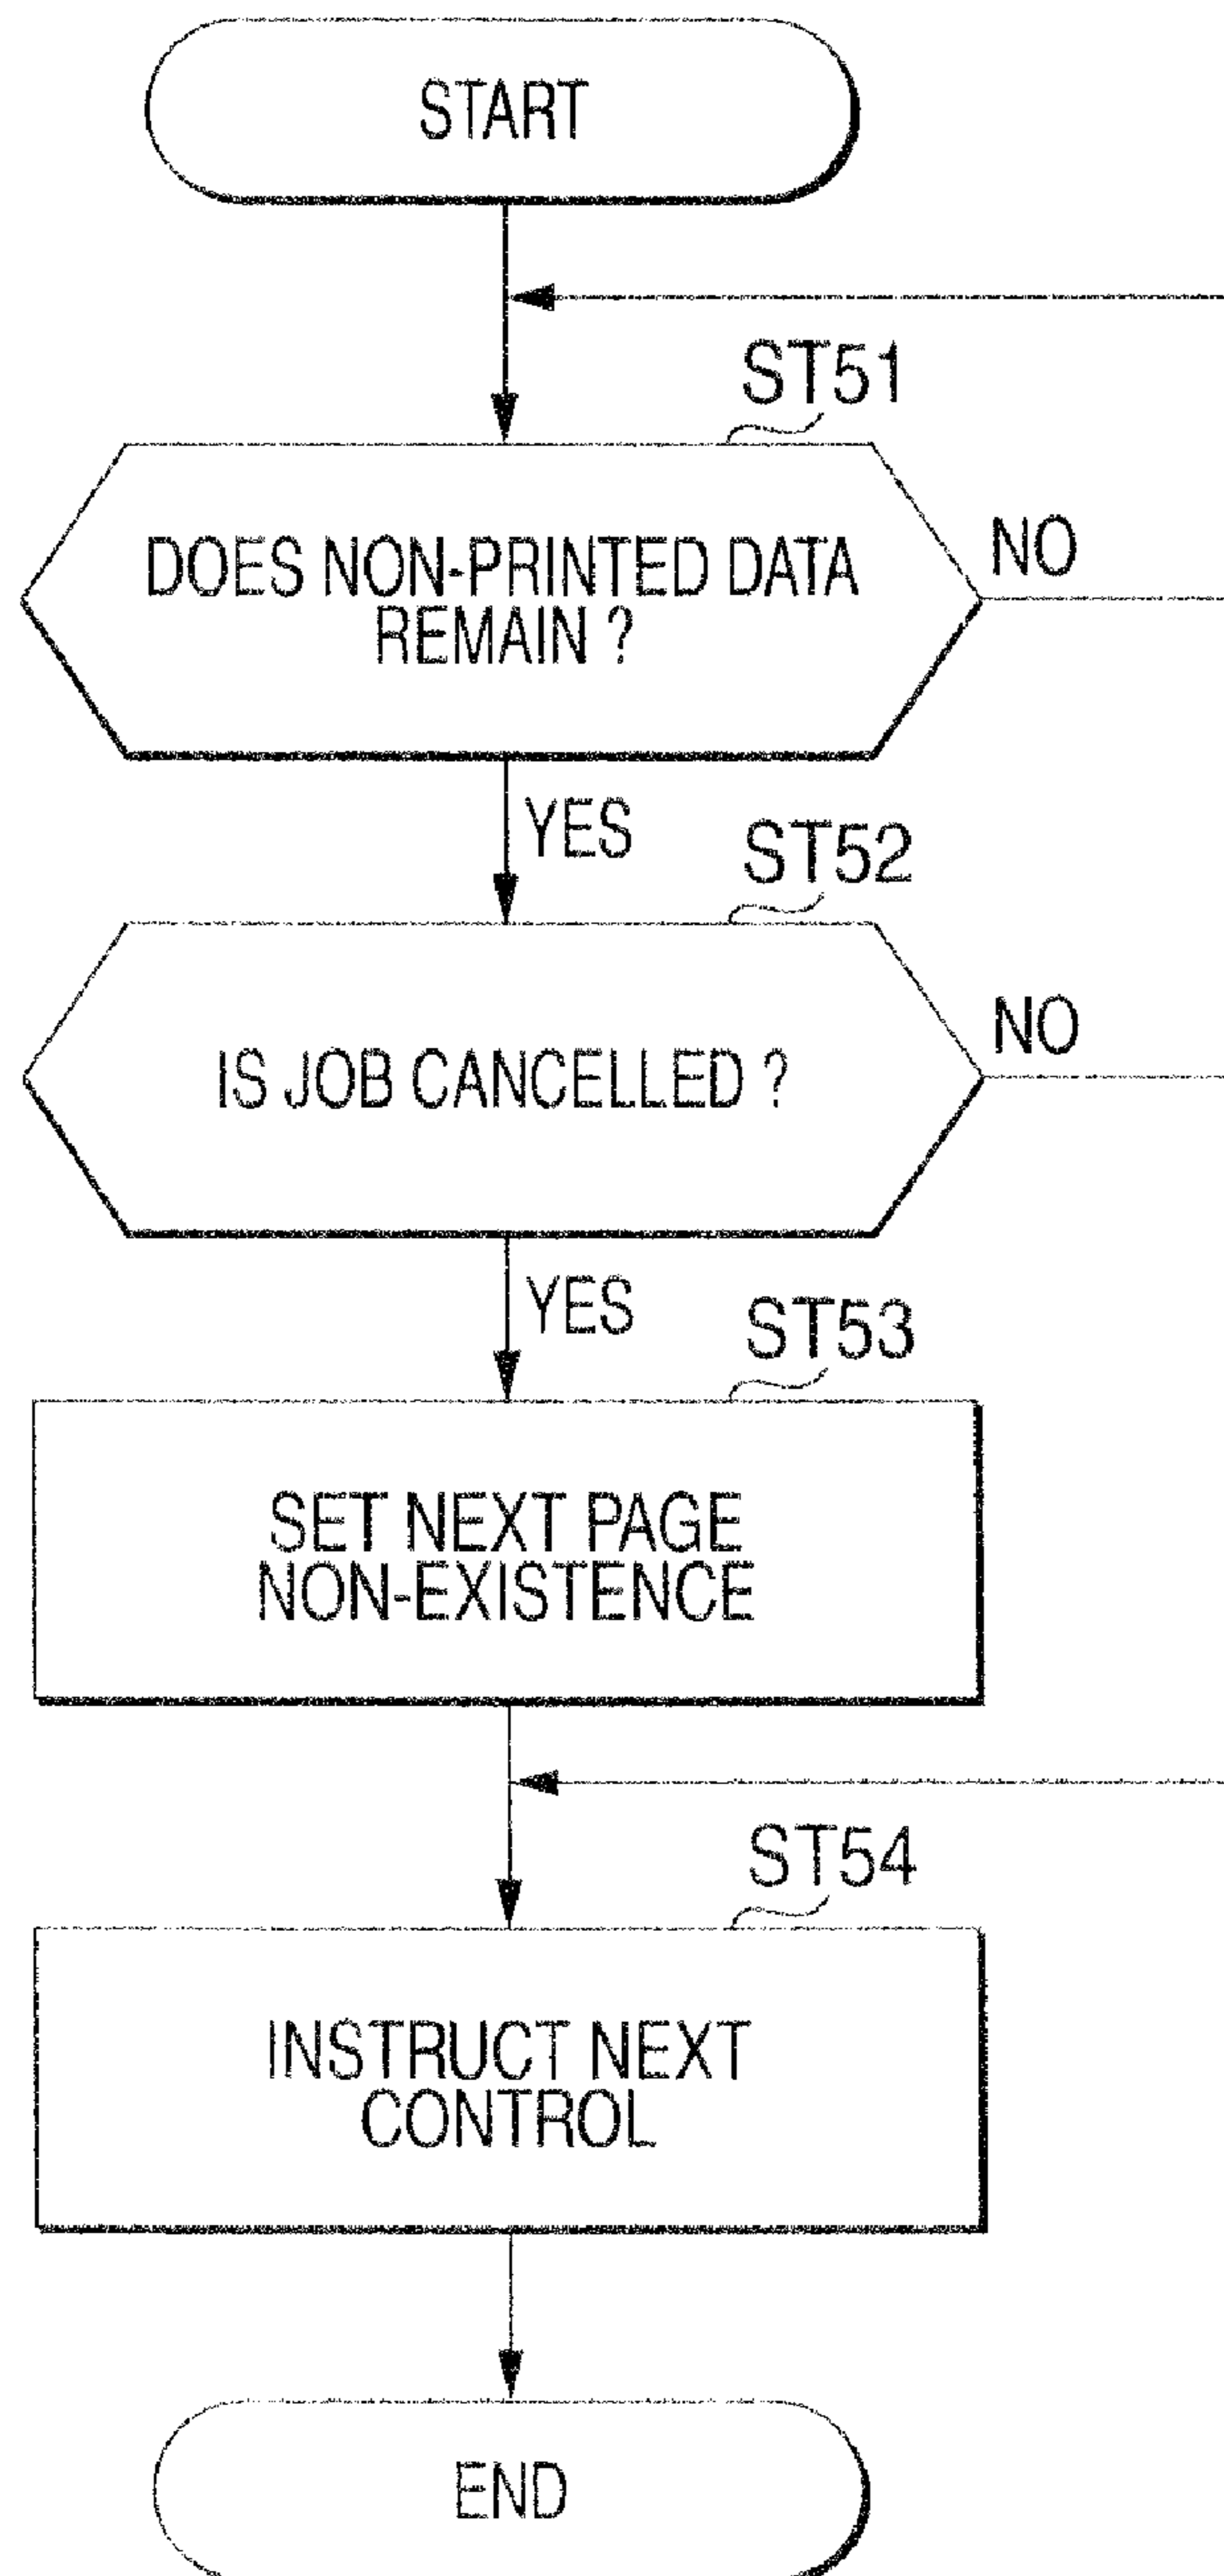 START
ST51
DOES NON-PRINTED DATA
REMAIN ?
NO
YES
ST52
IS JOB CANCELLED ?
NO
YES
ST53
SET NEXT PAGE
NON-EXISTENCE
ST54
INSTRUCT NEXT
CONTROL
END